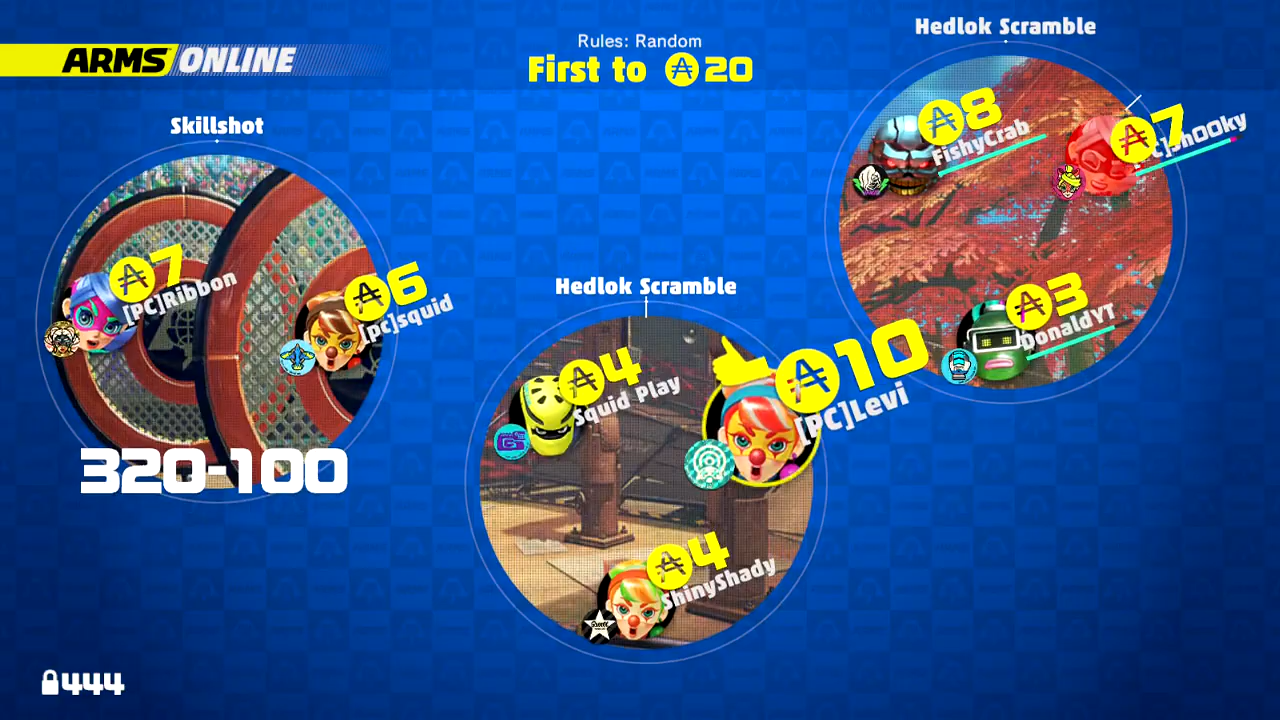 ARMS ONLINE
Rules: Random
First to 20
Hedlok Scramble
8
FishyCrab
7
3
DonaldYT
Skillshot
7
[PC]Ribbon
6
[pc]squid
320-100
Hedlok Scramble
4
Squid Play
10
[PC]Levi
4
ShinyShady
444